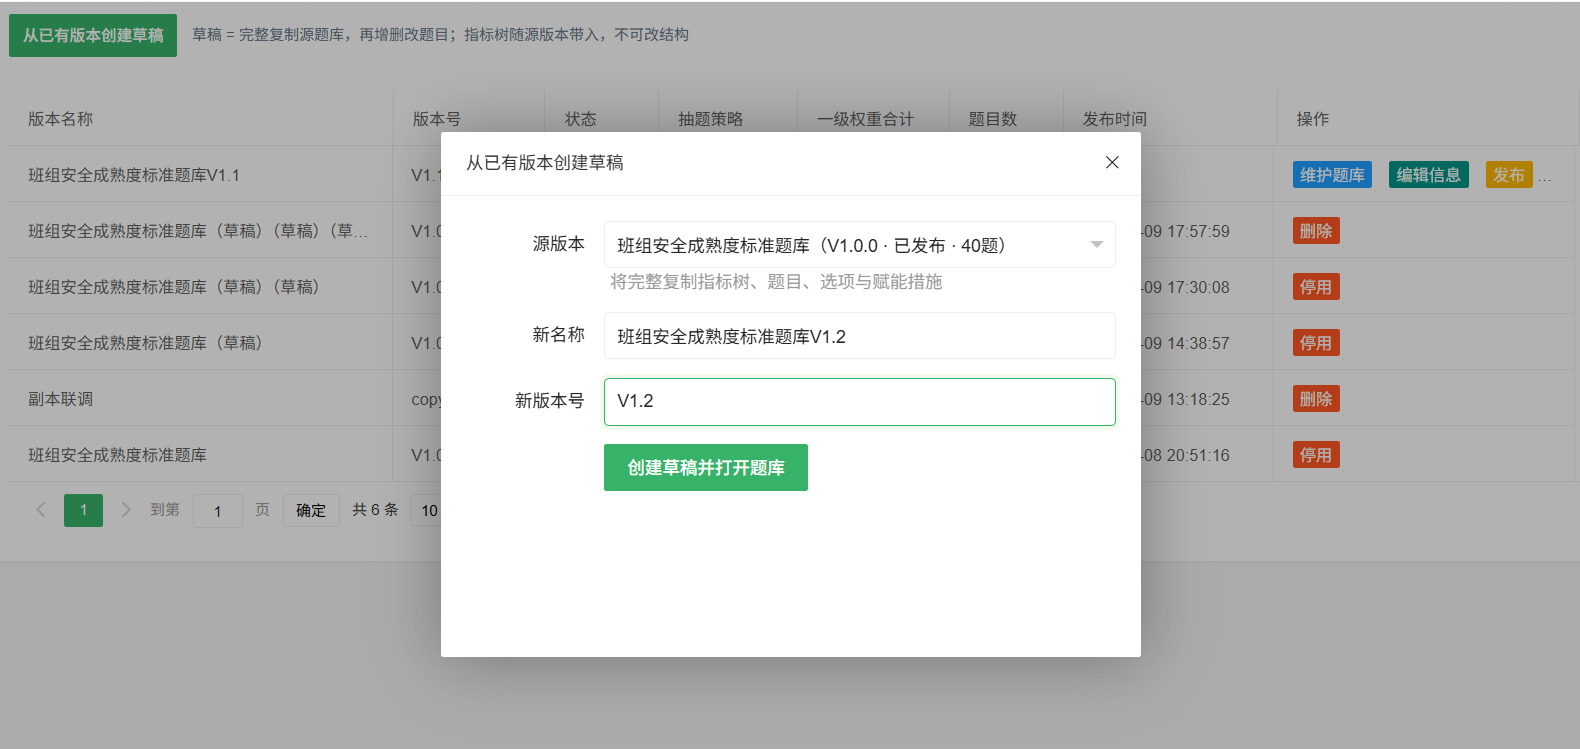 从已有版本创建草稿 草稿 = 完整复制源题库，再增删改题目；指标树随源版本带入，不可改结构
版本名称 版本号 状态 抽题策略 一级权重合计 题目数 发布时间 操作
班组安全成熟度标准题库V1.1 V1.1 维护题库 编辑信息 发布 ...
班组安全成熟度标准题库（草稿）（草稿）（草... V1.0 -09 17:57:59 删除
班组安全成熟度标准题库（草稿）（草稿） V1.0 -09 17:30:08 停用
班组安全成熟度标准题库（草稿） V1.0 -09 14:38:57 停用
副本联调 copy -09 13:18:25 删除
班组安全成熟度标准题库 V1.0 -08 20:51:16 停用
1 到第 1 页 确定 共 6 条 10
从已有版本创建草稿
源版本 班组安全成熟度标准题库（V1.0.0 · 已发布 · 40题）
将完整复制指标树、题目、选项与赋能措施
新名称 班组安全成熟度标准题库V1.2
新版本号 V1.2
创建草稿并打开题库